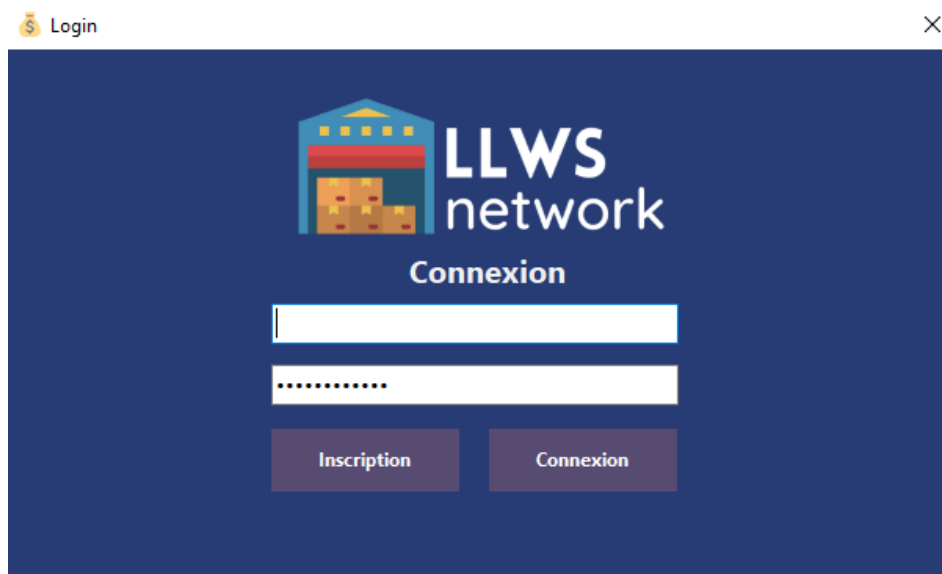 Login
LLWS
network
Connexion
••••••••••••
Inscription Connexion